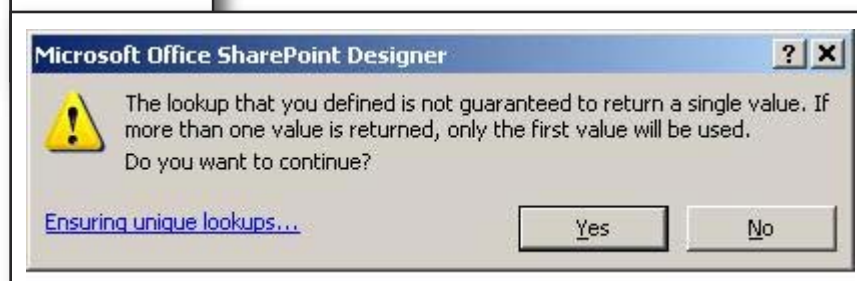 Microsoft Office SharePoint Designer
The lookup that you defined is not guaranteed to return a single value. If
more than one value is returned, only the first value will be used.
Do you want to continue?
Ensuring unique lookups...
Yes
No